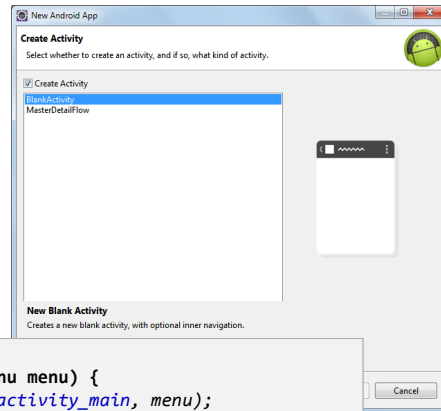 New Android App
Create Activity
Select whether to create an activity, and if so, what kind of activity.
Create Activity
BlankActivity
MasterDetailFlow
New Blank Activity
Creates a new blank activity, with optional inner navigation.
nu menu) {
activity_main, menu);
Cancel